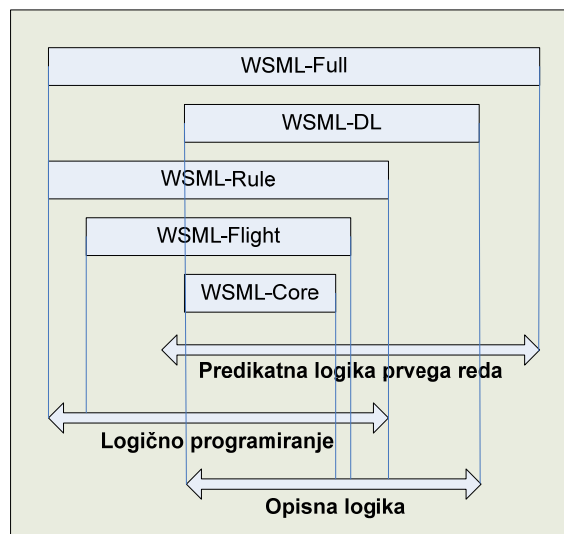 WSML-Full
WSML-DL
WSML-Rule
WSML-Flight
WSML-Core
Predikatna logika prvega reda
Logično programiranje
Opisna logika